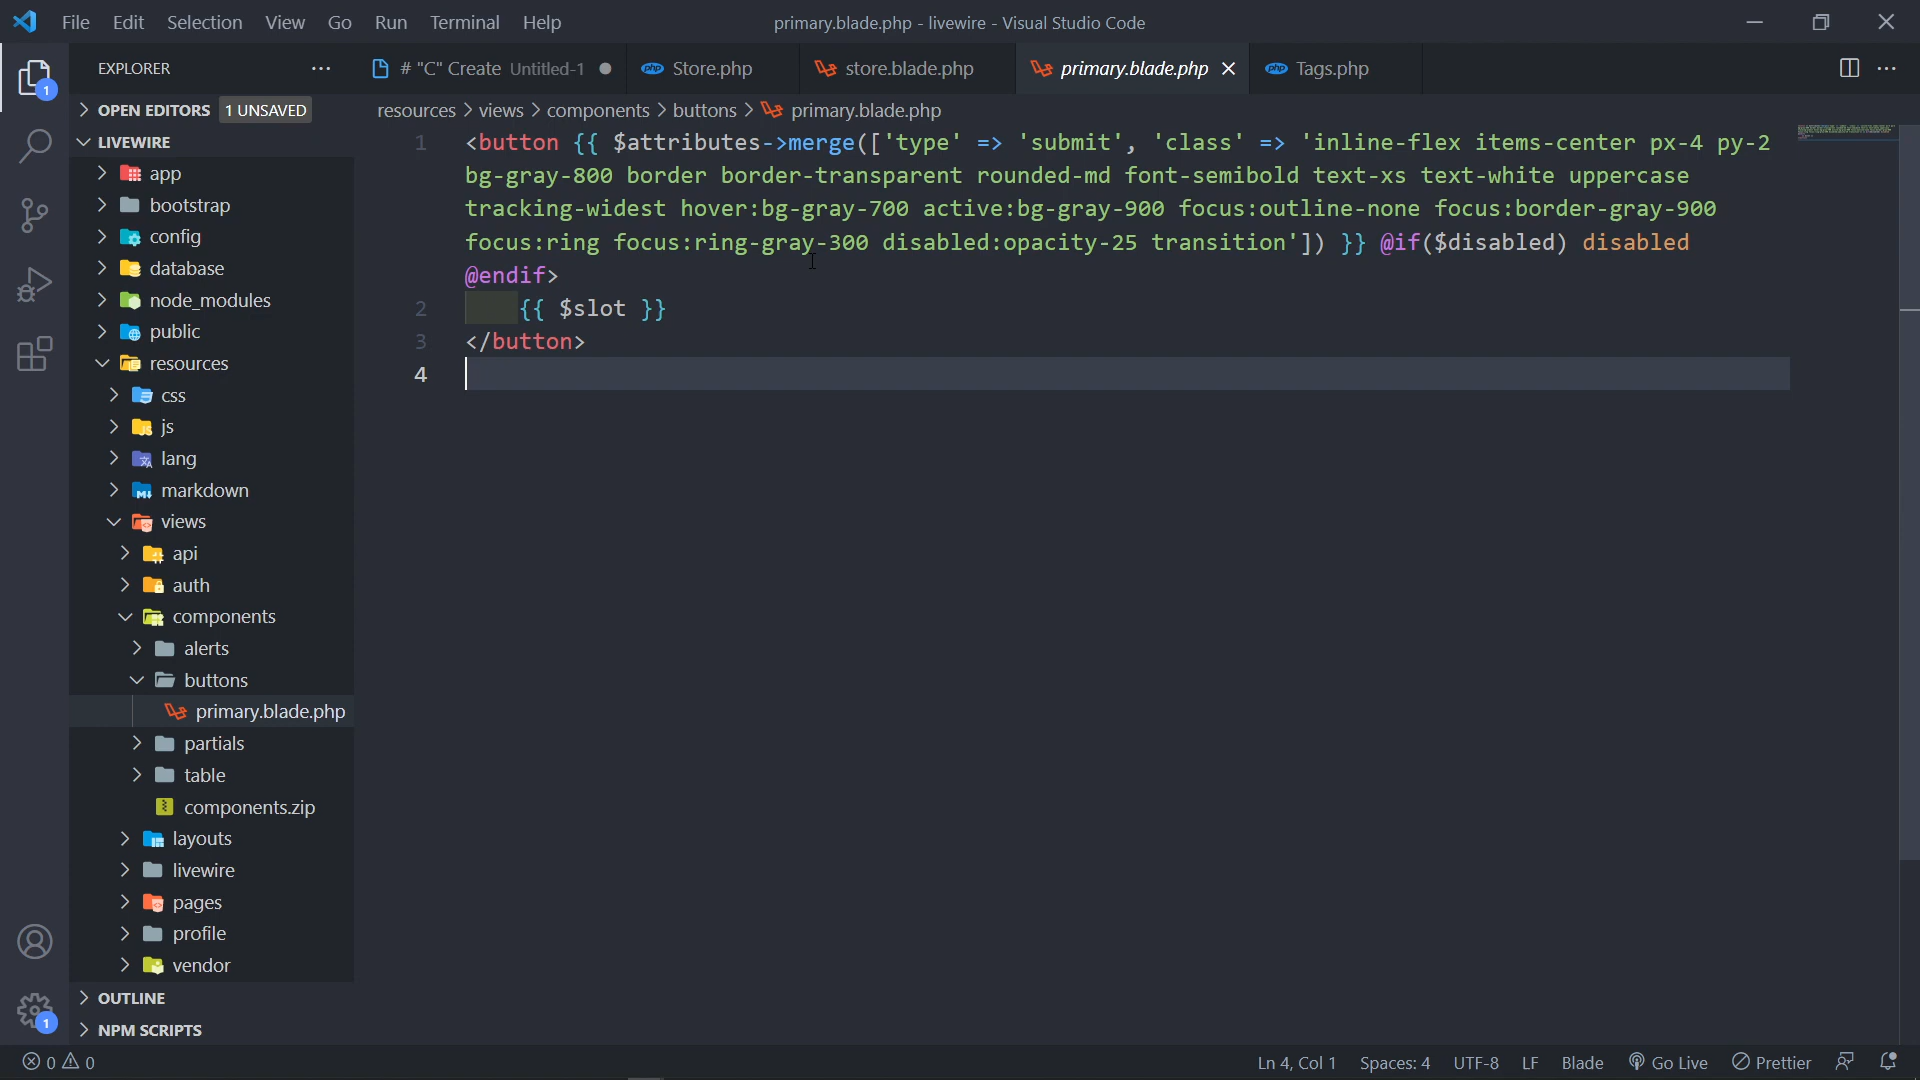 File Edit Selection View Go Run Terminal Help
primary.blade.php - livewire - Visual Studio Code
EXPLORER
# "C" Create Untitled-1
Store.php
store.blade.php
primary.blade.php
Tags.php
OPEN EDITORS 1 UNSAVED
resources > views > components > buttons > primary.blade.php
LIVEWIRE
app
bootstrap
config
database
node_modules
public
resources
css
js
lang
markdown
views
api
auth
components
alerts
buttons
primary.blade.php
partials
table
components.zip
layouts
livewire
pages
profile
vendor
OUTLINE
NPM SCRIPTS
1
1
1 <button {{ $attributes->merge(['type' => 'submit', 'class' => 'inline-flex items-center px-4 py-2
bg-gray-800 border border-transparent rounded-md font-semibold text-xs text-white uppercase
tracking-widest hover:bg-gray-700 active:bg-gray-900 focus:outline-none focus:border-gray-900
focus:ring focus:ring-gray-300 disabled:opacity-25 transition']) }} @if($disabled) disabled
@endif>
2 {{ $slot }}
3 </button>
4
0 0
Ln 4, Col 1 Spaces: 4 UTF-8 LF Blade Go Live Prettier